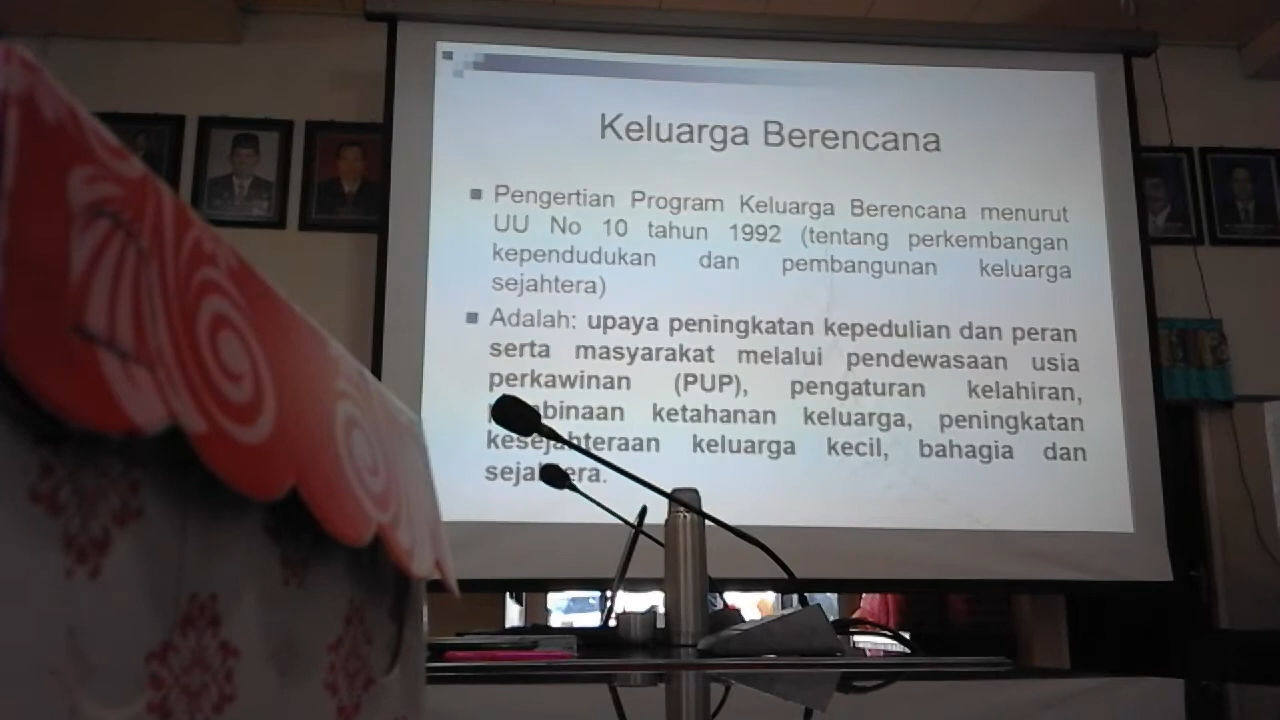 Keluarga Berencana
Pengertian Program Keluarga Berencana menurut
UU No 10 tahun 1992 (tentang perkembangan
kependudukan dan pembangunan keluarga
sejahtera)
Adalah: upaya peningkatan kepedulian dan peran
serta masyarakat melalui pendewasaan usia
perkawinan (PUP), pengaturan kelahiran,
pembinaan ketahanan keluarga, peningkatan
kesejahteraan keluarga kecil, bahagia dan
sejahtera.